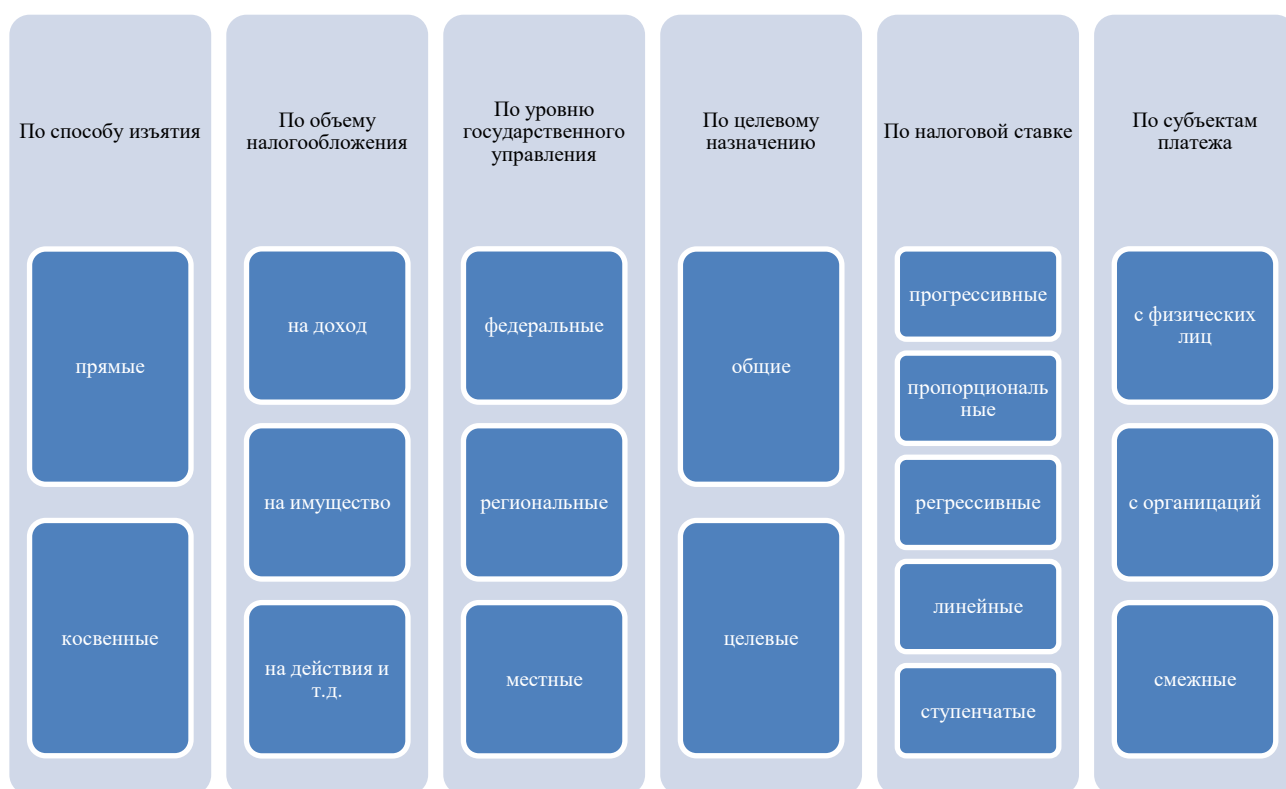 По способу изъятия
прямые
косвенные
По объему
налогообложения
на доход
на имущество
на действия и
т.д.
По уровню
государственного
управления
федеральные
региональные
местные
По целевому
назначению
общие
целевые
По налоговой ставке
прогрессивные
пропорциональ
ные
регрессивные
линейные
ступенчатые
По субъектам
платежа
с физических
лиц
с органицаций
смежные